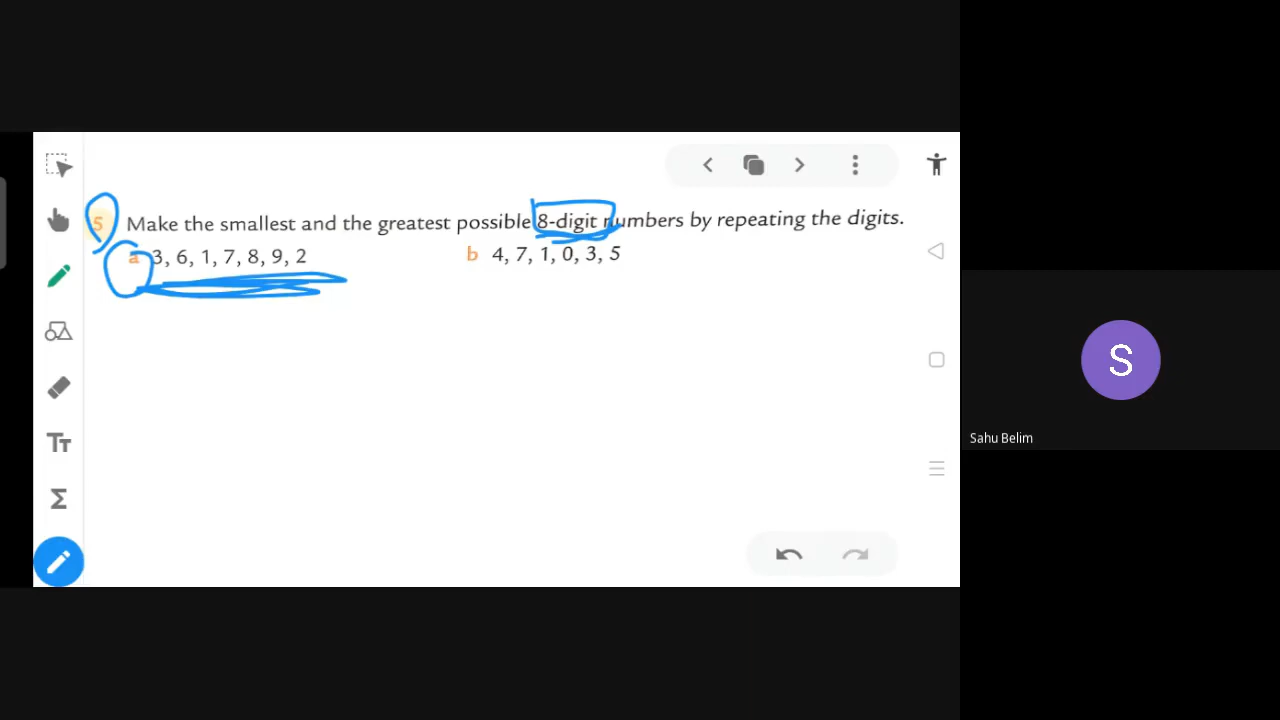 5 Make the smallest and the greatest possible 8-digit numbers by repeating the digits.
a 3, 6, 1, 7, 8, 9, 2 b 4, 7, 1, 0, 3, 5
TT
Σ
S
Sahu Belim